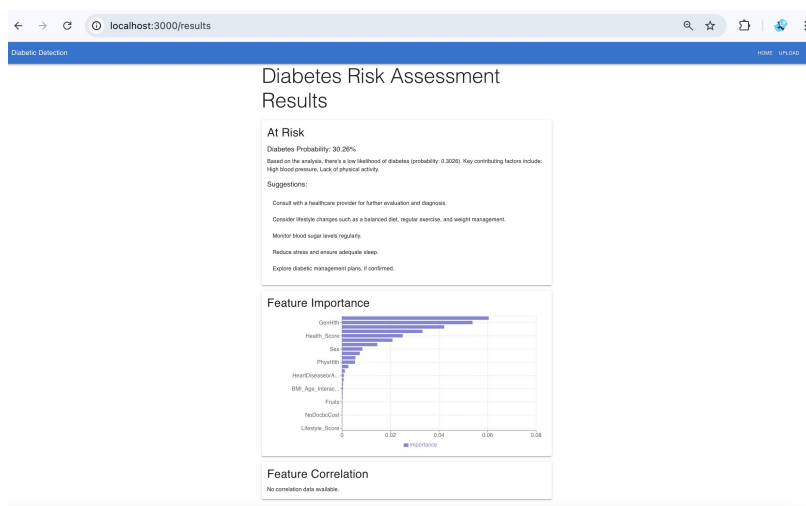 localhost:3000/results
Diabetic Detection
HOME UPLOAD
Diabetes Risk Assessment
Results
At Risk
Diabetes Probability: 30.26%
Based on the analysis, there's a low likelihood of diabetes (probability: 0.3026). Key contributing factors include:
High blood pressure, Lack of physical activity.
Suggestions:
Consult with a healthcare provider for further evaluation and diagnosis.
Consider lifestyle changes such as a balanced diet, regular exercise, and weight management.
Monitor blood sugar levels regularly.
Reduce stress and ensure adequate sleep.
Explore diabetic management plans, if confirmed.
Feature Importance
GenHlth
Health_Score
Sex
PhysHlth
HeartDiseaseorA...
BMI_Age_Interac...
Fruits
NoDocbcCost
Lifestyle_Score
0 0.02 0.04 0.06 0.08
importance
Feature Correlation
No correlation data available.